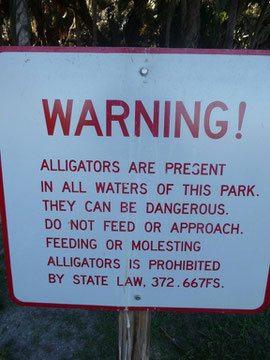 WARNING!
ALLIGATORS ARE PRESENT
IN ALL WATERS OF THIS PARK.
THEY CAN BE DANGEROUS.
DO NOT FEED OR APPROACH.
FEEDING OR MOLESTING
ALLIGATORS IS PROHIBITED
BY STATE LAW, 372.667FS.